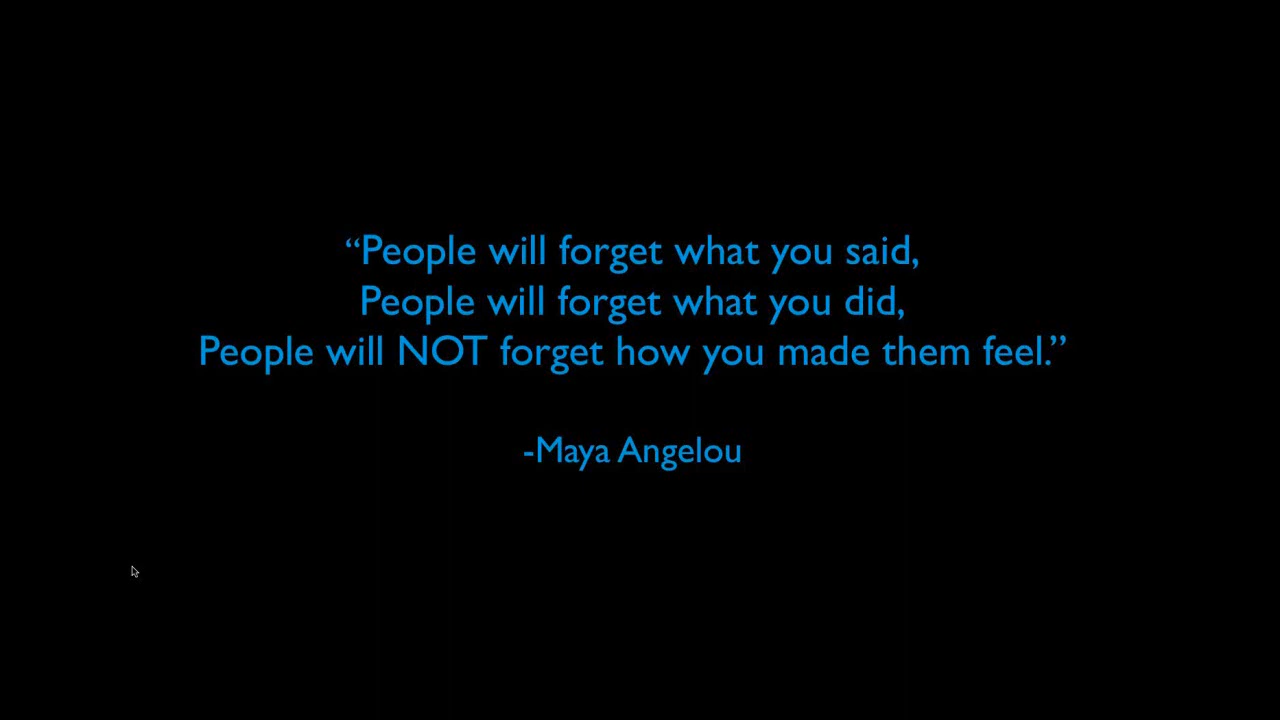 “People will forget what you said,
People will forget what you did,
People will NOT forget how you made them feel.”
-Maya Angelou